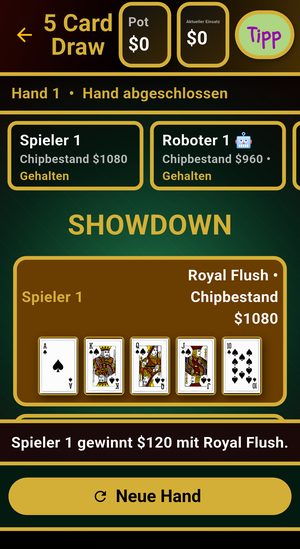 5 Card
Draw
Pot
$0
Aktueller Einsatz
$0
Tipp
Hand 1 • Hand abgeschlossen
Spieler 1
Chipbestand $1080
Gehalten
Roboter 1 🤖
Chipbestand $960 •
Gehalten
SHOWDOWN
Spieler 1
Royal Flush •
Chipbestand
$1080
A K Q J 10
Spieler 1 gewinnt $120 mit Royal Flush.
Neue Hand